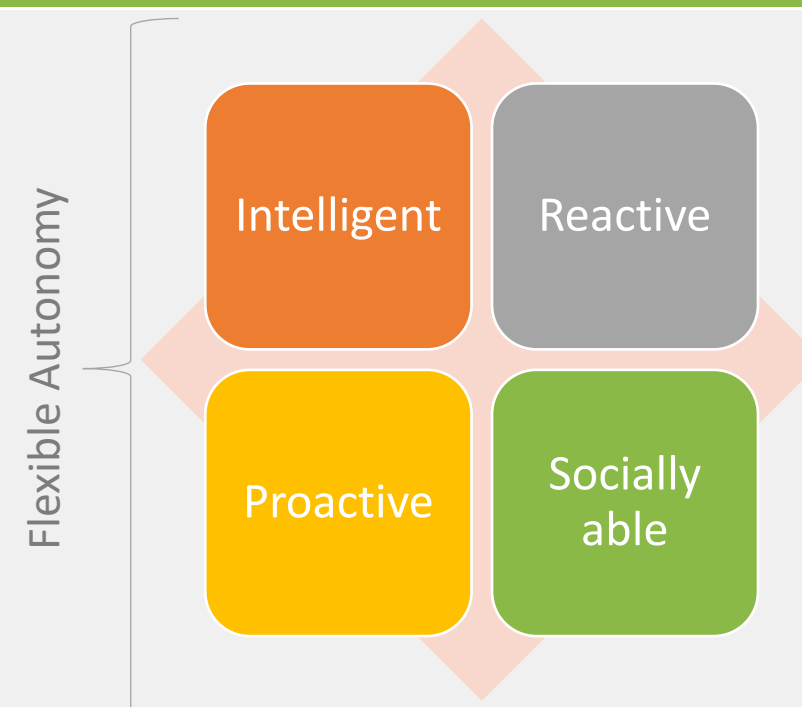 Flexible Autonomy
Intelligent
Reactive
Proactive
Socially
able